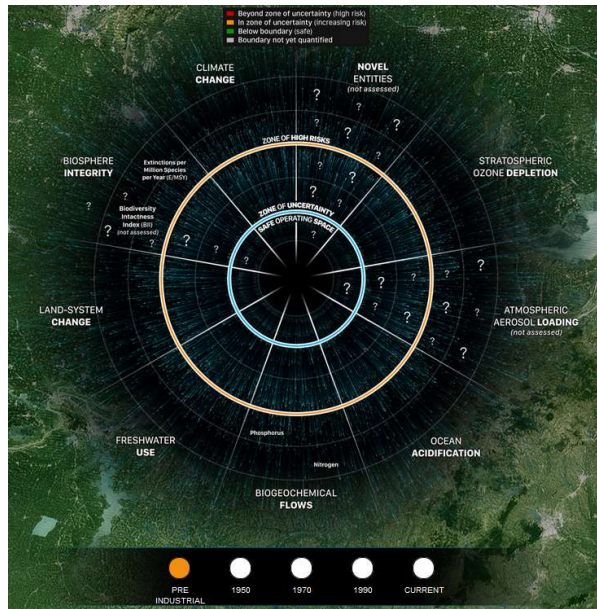 Beyond zone of uncertainty (high risk)
In zone of uncertainty (increasing risk)
Below boundary (safe)
Boundary not yet quantified
CLIMATE
CHANGE
NOVEL
ENTITIES
(not assessed)
? ? ?
? ? ?
ZONE OF HIGH RISKS
BIOSPHERE
INTEGRITY
Extinctions per
Million Species
per Year (E/MSY)
STRATOSPHERIC
OZONE DEPLETION
? ? ?
? ?
Biodiversity
Intactness
Index (BII)
(not assessed)
? ? ? ? ? ? ?
ZONE OF UNCERTAINTY
SAFE OPERATING SPACE
?
LAND-SYSTEM
CHANGE
? ? ? ? ?
? ? ? ? ?
? ? ?
ATMOSPHERIC
AEROSOL LOADING
(not assessed)
Phosphorus
Nitrogen
FRESHWATER
USE
OCEAN
ACIDIFICATION
BIOGEOCHEMICAL
FLOWS
PRE
INDUSTRIAL
1950
1970
1990
CURRENT